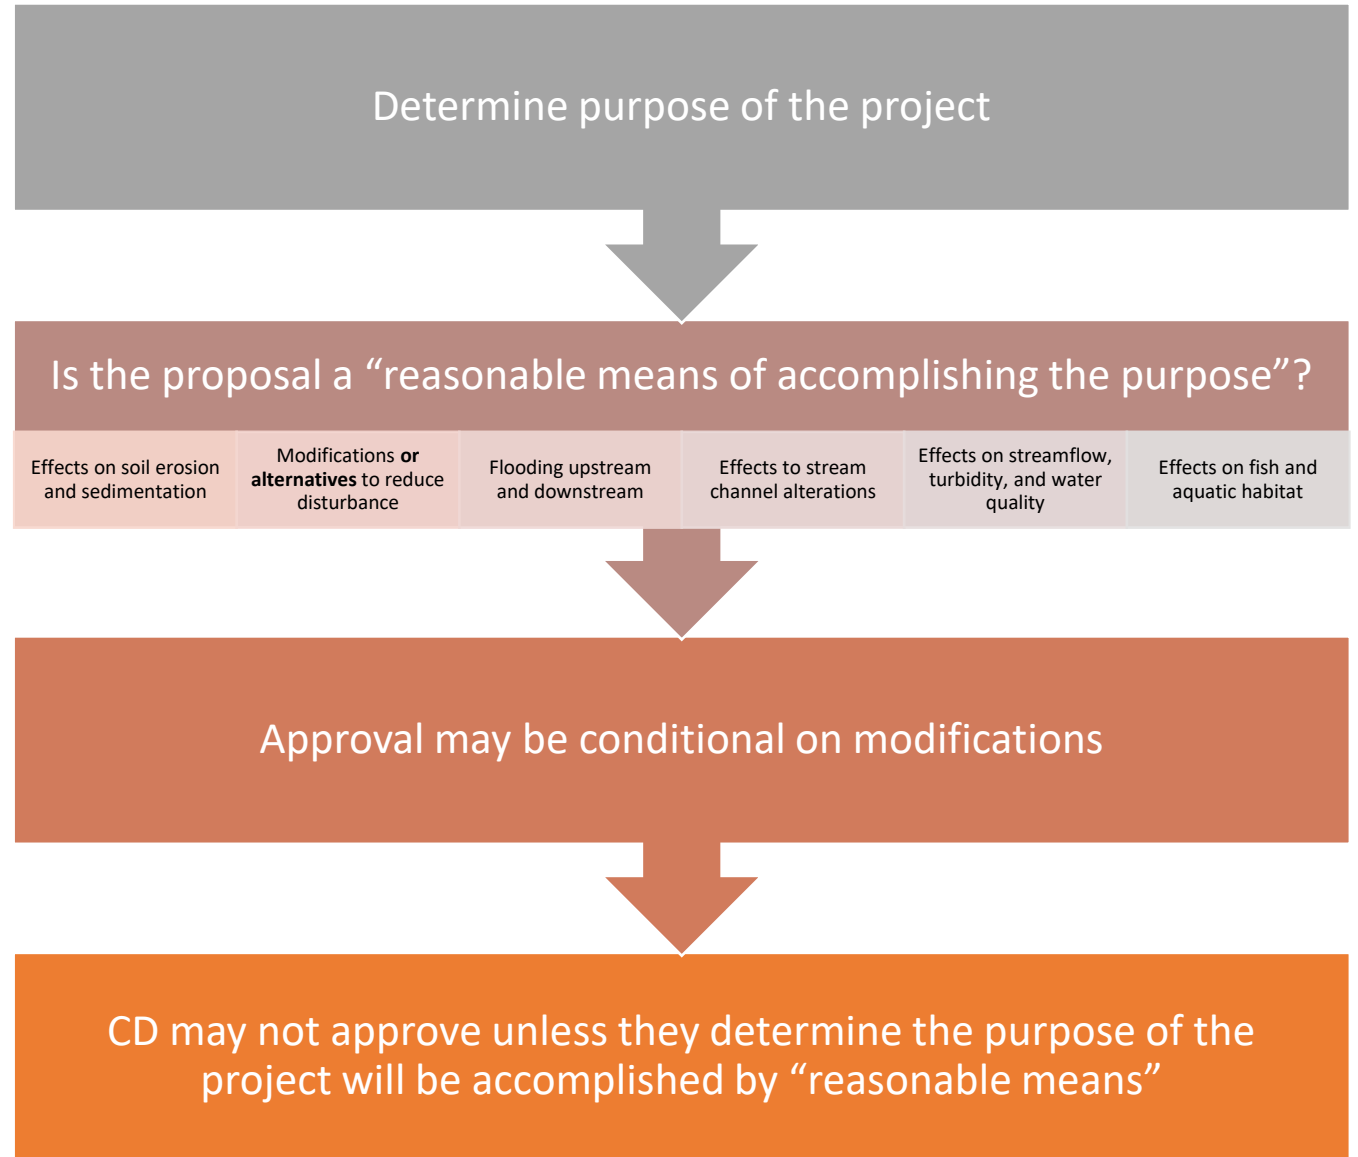 Determine purpose of the project
Is the proposal a “reasonable means of accomplishing the purpose”?
Effects on soil erosion
and sedimentation
Modifications or
alternatives to reduce
disturbance
Flooding upstream
and downstream
Effects to stream
channel alterations
Effects on streamflow,
turbidity, and water
quality
Effects on fish and
aquatic habitat
Approval may be conditional on modifications
CD may not approve unless they determine the purpose of the
project will be accomplished by “reasonable means”